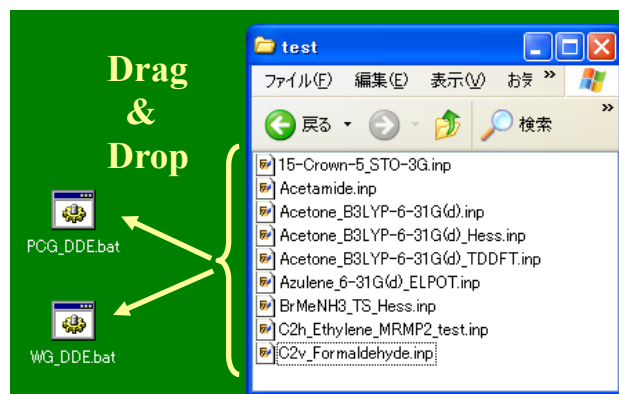 Drag
&
Drop
PCG_DDE.bat
WG_DDE.bat
test
ファイル(F) 編集(E) 表示(V) お気 »
戻る 検索 »
15-Crown-5_STO-3G.inp
Acetamide.inp
Acetone_B3LYP-6-31G(d).inp
Acetone_B3LYP-6-31G(d)_Hess.inp
Acetone_B3LYP-6-31G(d)_TDDFT.inp
Azulene_6-31G(d)_ELPOT.inp
BrMeNH3_TS_Hess.inp
C2h_Ethylene_MRMP2_test.inp
C2v_Formaldehyde.inp